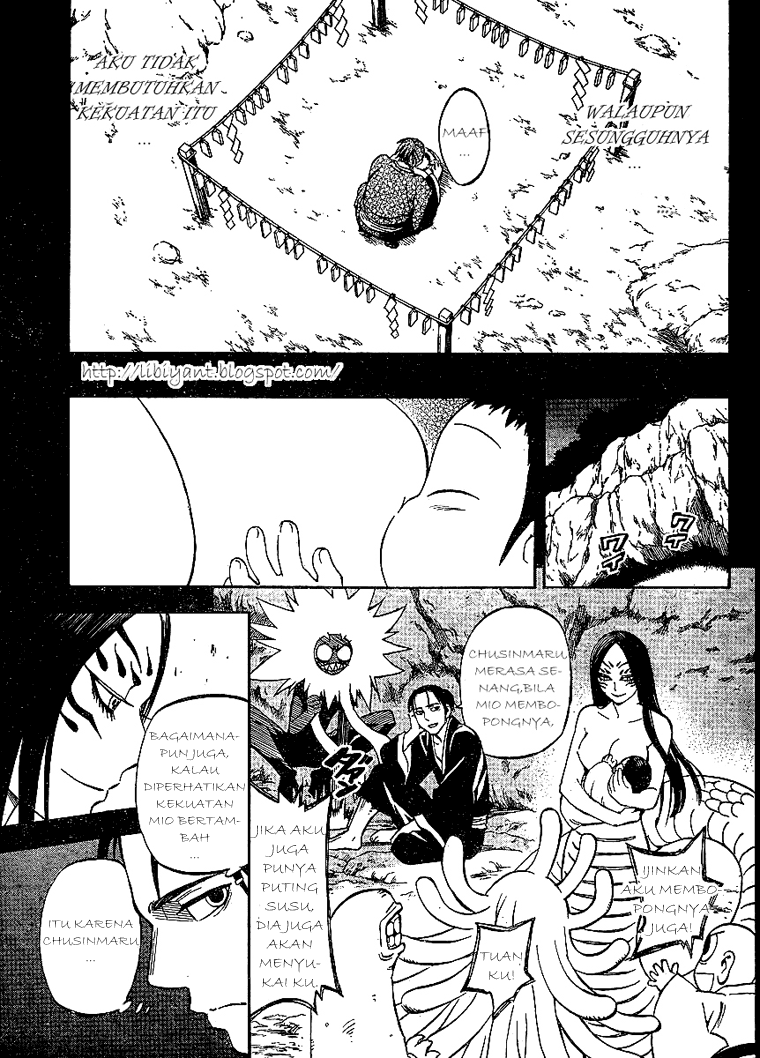 WALAUPUN
SESUNGGUHNYA
...
MAAF
...
AKU TIDAK
MEMBUTUHKAN
KEKUATAN ITU
...
http://libiyant.blogspot.com/
ワ
ワ
CHUSINMARU
MERASA SE-
NANG,BILA
MIO MEMBO-
PONGNYA,
IJINKAN
AKU MEMBO-
PONGNYA
JUGA!
TUAN
KU!
JIKA AKU
JUGA
PUNYA
PUTING
SUSU,
DIA JUGA
AKAN
MENYU-
KAI KU.
BAGAIMANA-
PUN JUGA,
KALAU
DIPERHATIKAN
KEKUATAN
MIO BERTAM-
BAH
...
ITU KARENA
CHUSINMARU
...